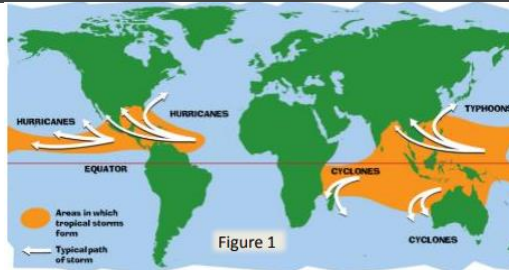 HURRICANES
HURRICANES
TYPHOONS
EQUATOR
CYCLONES
Areas in which
tropical storms
form
Typical path
of storm
Figure 1
CYCLONES